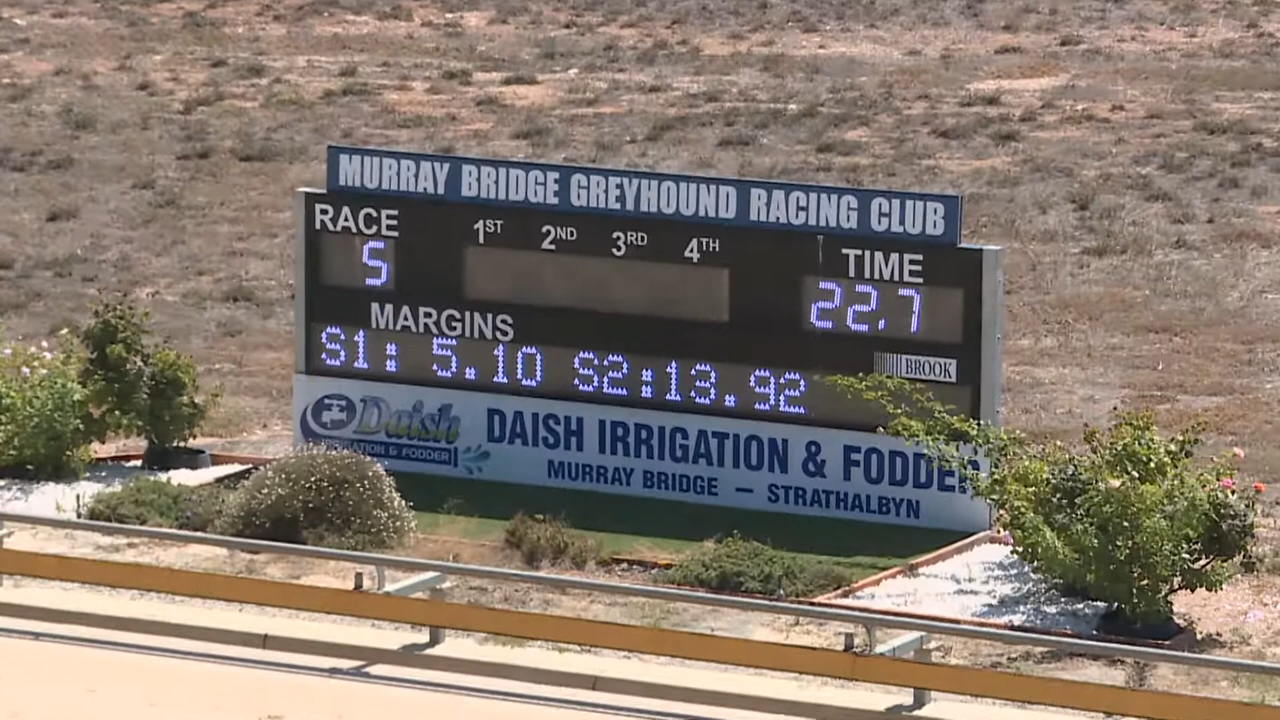 MURRAY BRIDGE GREYHOUND RACING CLUB
RACE 1ST 2ND 3RD 4TH TIME
5 22.7
MARGINS
S1: 5.10 S2:13.92
BROOK
Daish
IRRIGATION & FODDER
DAISH IRRIGATION & FODDER
MURRAY BRIDGE — STRATHALBYN